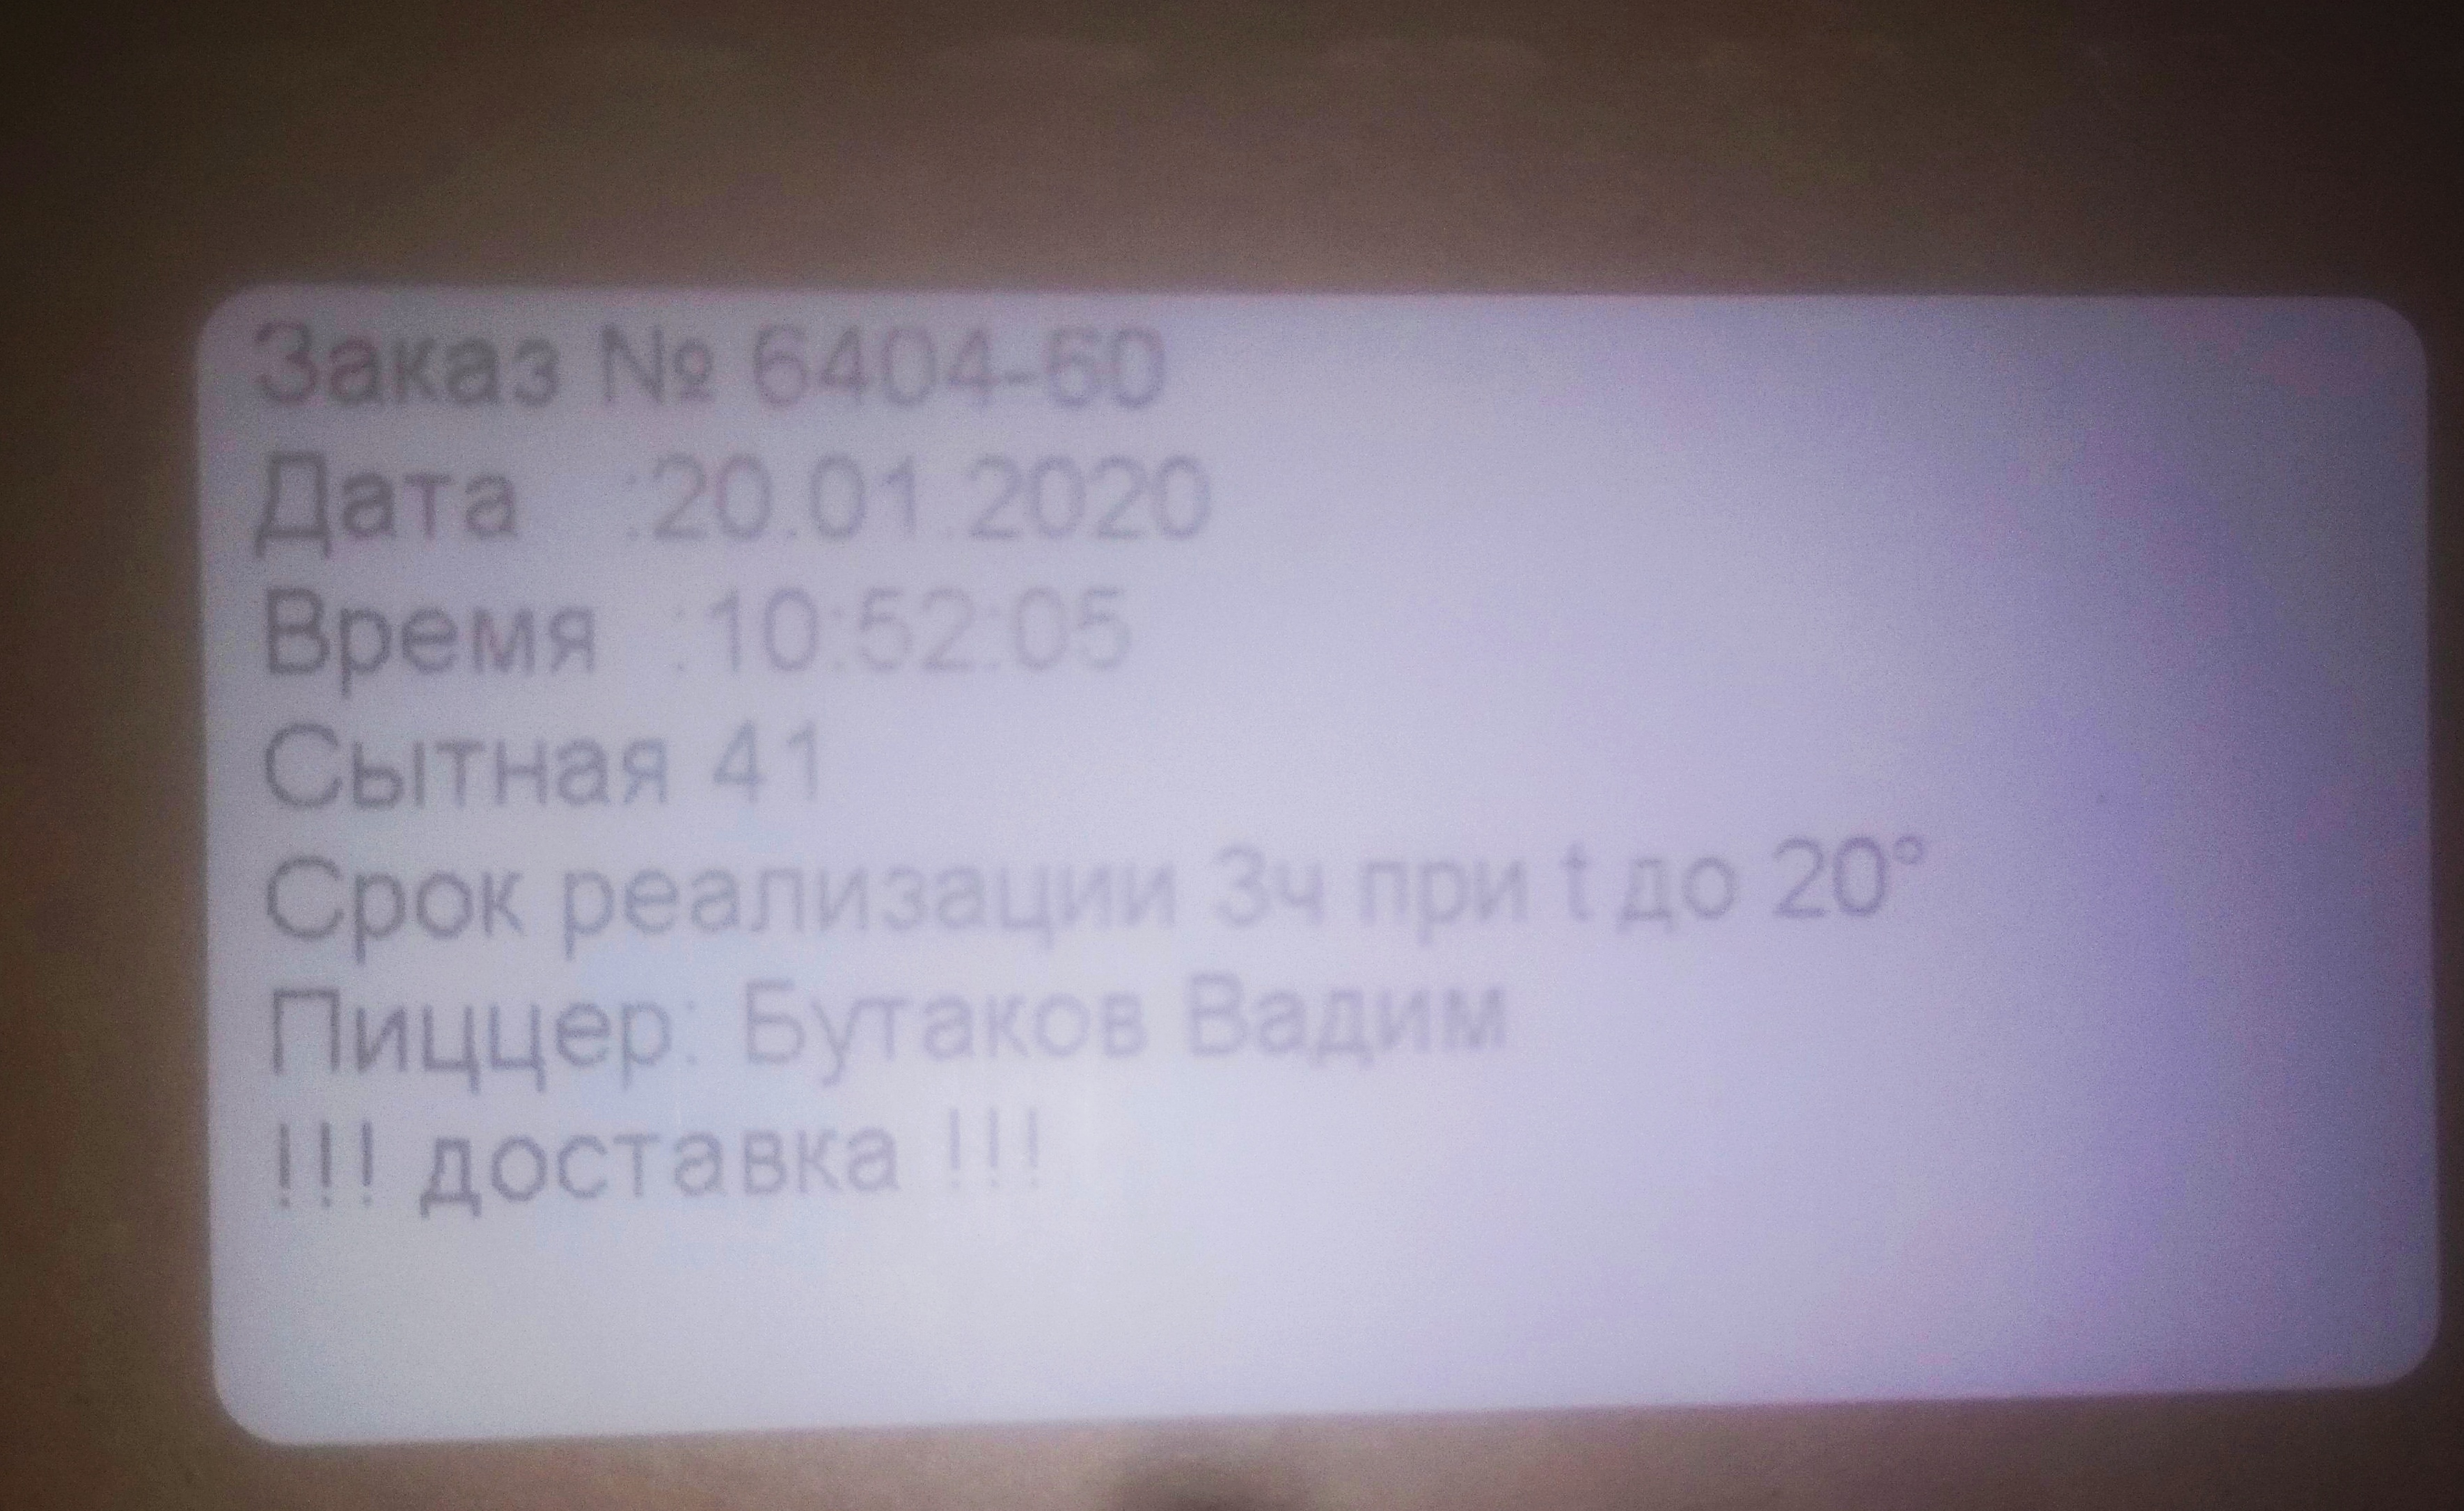 Заказ № 6404-60
Дата :20.01.2020
Время :10:52:05
Сытная 41
Срок реализации 3ч при t до 20°
Пиццер: Бутаков Вадим
!!! доставка !!!